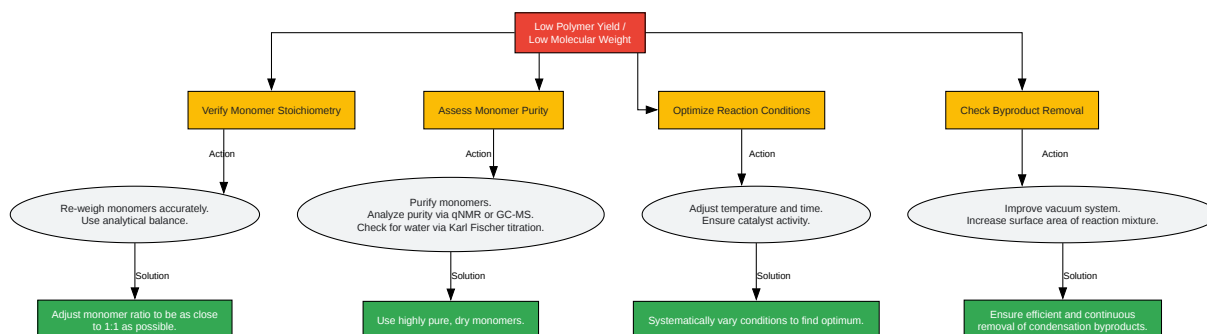 Low Polymer Yield /
Low Molecular Weight
Verify Monomer Stoichiometry
Assess Monomer Purity
Optimize Reaction Conditions
Check Byproduct Removal
Action
Action
Action
Action
Re-weigh monomers accurately.
Use analytical balance.
Purify monomers.
Analyze purity via qNMR or GC-MS.
Check for water via Karl Fischer titration.
Adjust temperature and time.
Ensure catalyst activity.
Improve vacuum system.
Increase surface area of reaction mixture.
Solution
Solution
Solution
Solution
Adjust monomer ratio to be as close
to 1:1 as possible.
Use highly pure, dry monomers.
Systematically vary conditions to find optimum.
Ensure efficient and continuous
removal of condensation byproducts.